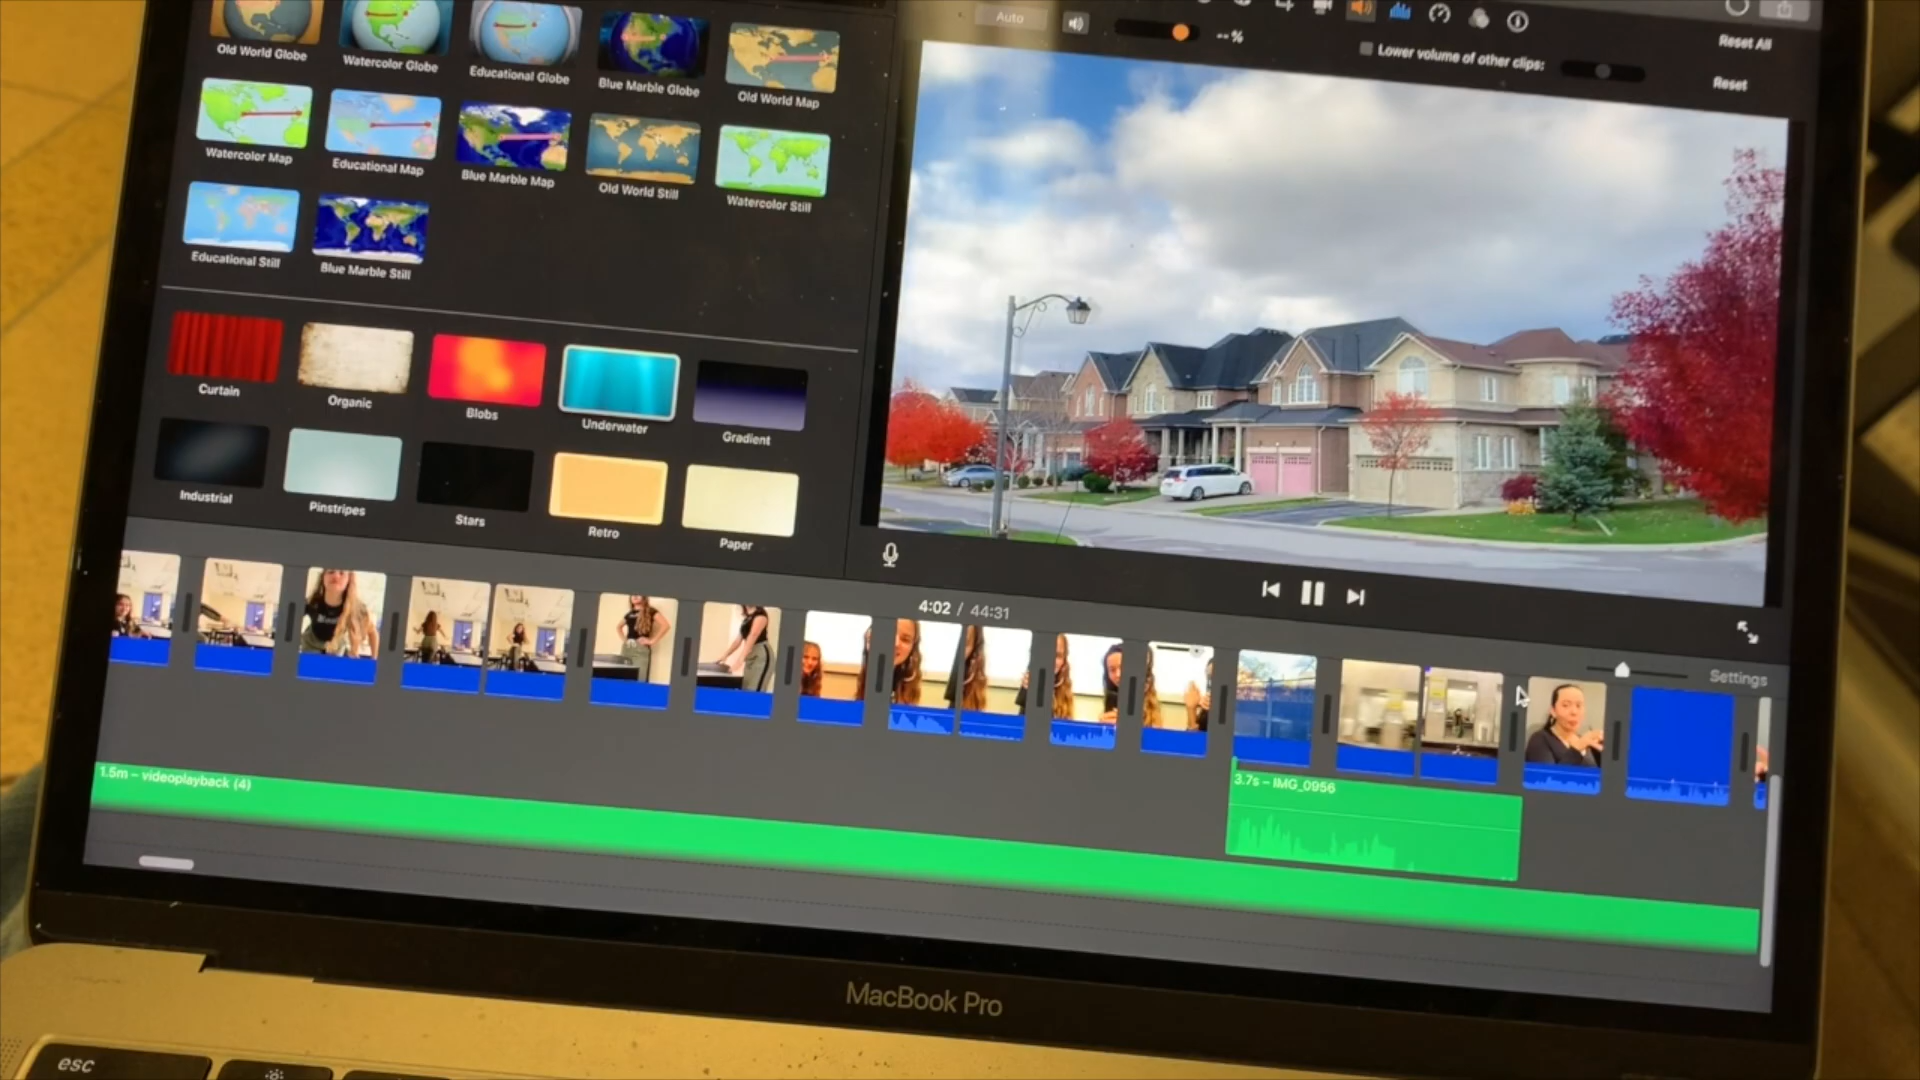 Auto
--%
Lower volume of other clips:
Reset All
Reset
Old World Globe
Watercolor Globe
Educational Globe
Blue Marble Globe
Old World Map
Watercolor Map
Educational Map
Blue Marble Map
Old World Still
Watercolor Still
Educational Still
Blue Marble Still
Curtain
Organic
Blobs
Underwater
Gradient
Industrial
Pinstripes
Stars
Retro
Paper
4:02 / 44:31
Settings
1.5m – videoplayback (4)
3.7s – IMG_0956
MacBook Pro
esc